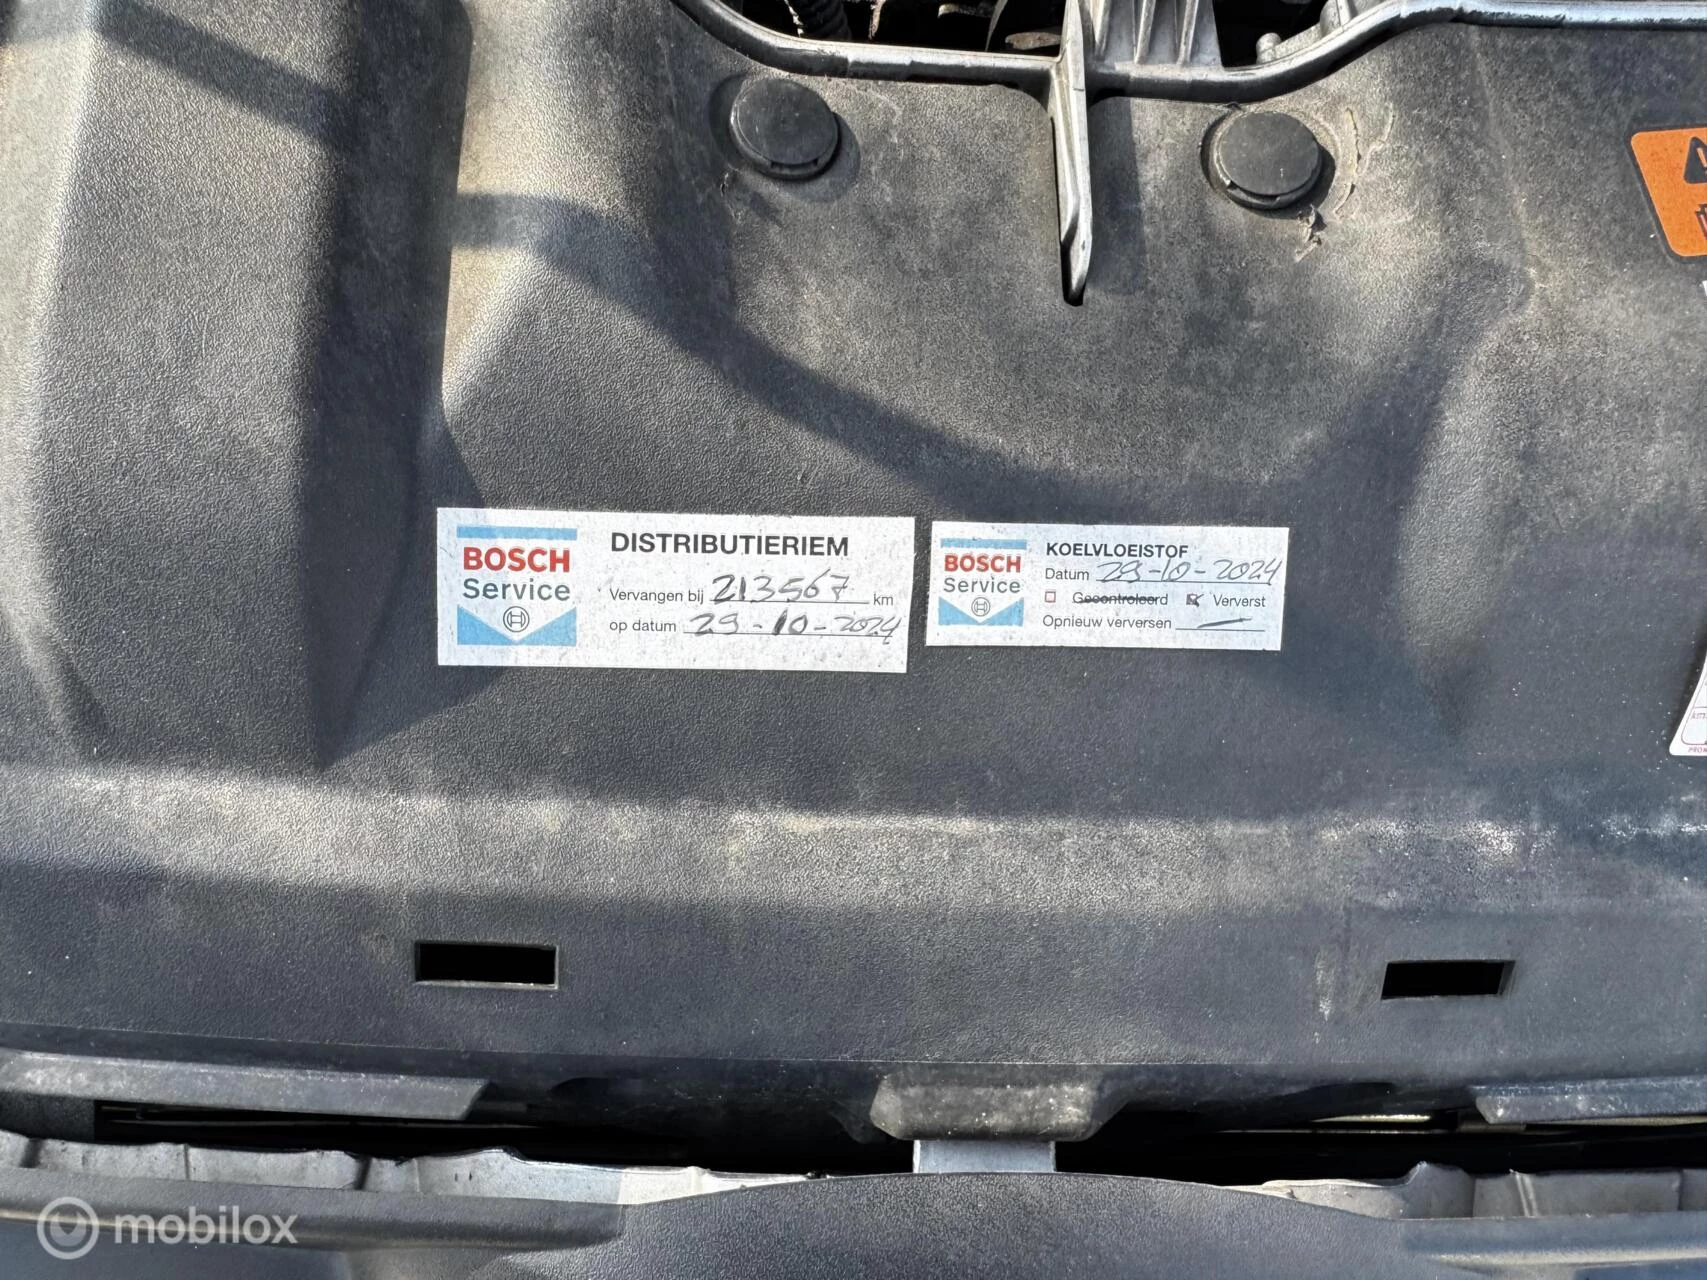 BOSCH
Service
DISTRIBUTIERIEM
Vervangen bij 213567 km
op datum 29-10-2024
BOSCH
Service
KOELVLOEISTOF
Datum 29-10-2024
Gecontroleerd Ververst
Opnieuw verversen
mobilox